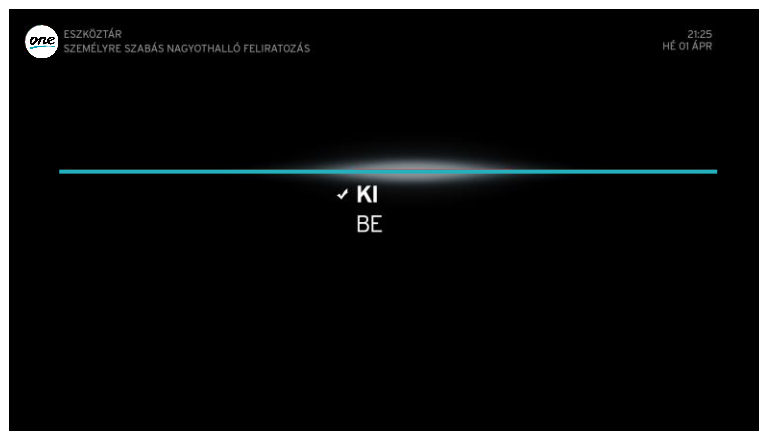 one
ESZKÖZTÁR
SZEMÉLYRE SZABÁS NAGYOTHALLÓ FELIRATOZÁS
21:25
HÉ 01 ÁPR
KI
BE